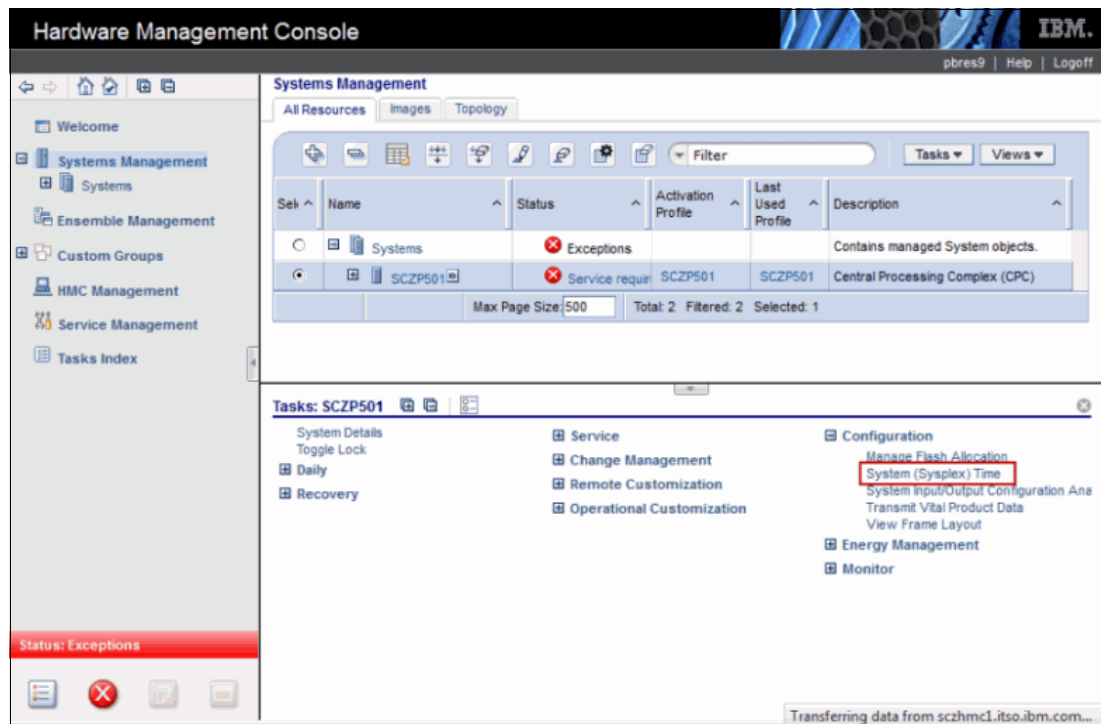 Hardware Management Console
IBM.
pbres9 | Help | Logoff
Welcome
Systems Management
Systems
Ensemble Management
Custom Groups
HMC Management
Service Management
Tasks Index
Status: Exceptions
Systems Management
All Resources Images Topology
Filter Tasks Views
Sele Name Status Activation Profile Last Used Profile Description
Systems Exceptions Contains managed System objects.
SCZP501 Service requir SCZP501 SCZP501 Central Processing Complex (CPC)
Max Page Size: 500 Total: 2 Filtered: 2 Selected: 1
Tasks: SCZP501
System Details
Toggle Lock
Daily
Recovery
Service
Change Management
Remote Customization
Operational Customization
Configuration
Manage Flash Allocation
System (Sysplex) Time
System Input/Output Configuration Ana
Transmit Vital Product Data
View Frame Layout
Energy Management
Monitor
Transferring data from sczhmc1.itso.ibm.com...